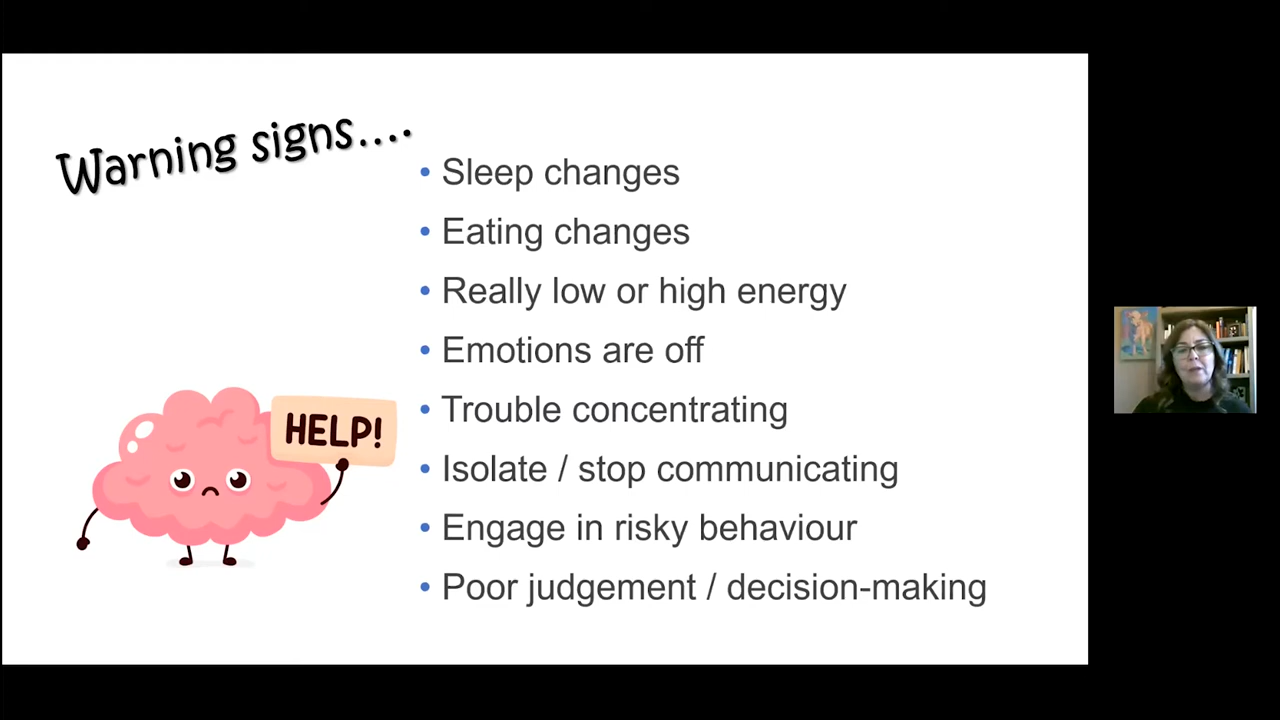 Warning signs....
Sleep changes
Eating changes
Really low or high energy
Emotions are off
Trouble concentrating
Isolate / stop communicating
Engage in risky behaviour
Poor judgement / decision-making
HELP!